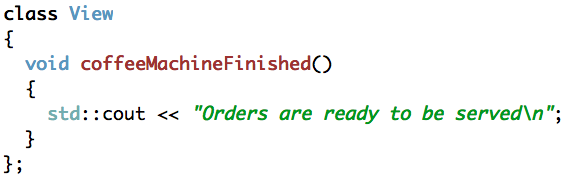 class View
{
  void coffeeMachineFinished()
  {
    std::cout << "Orders are ready to be served\n";
  }
};